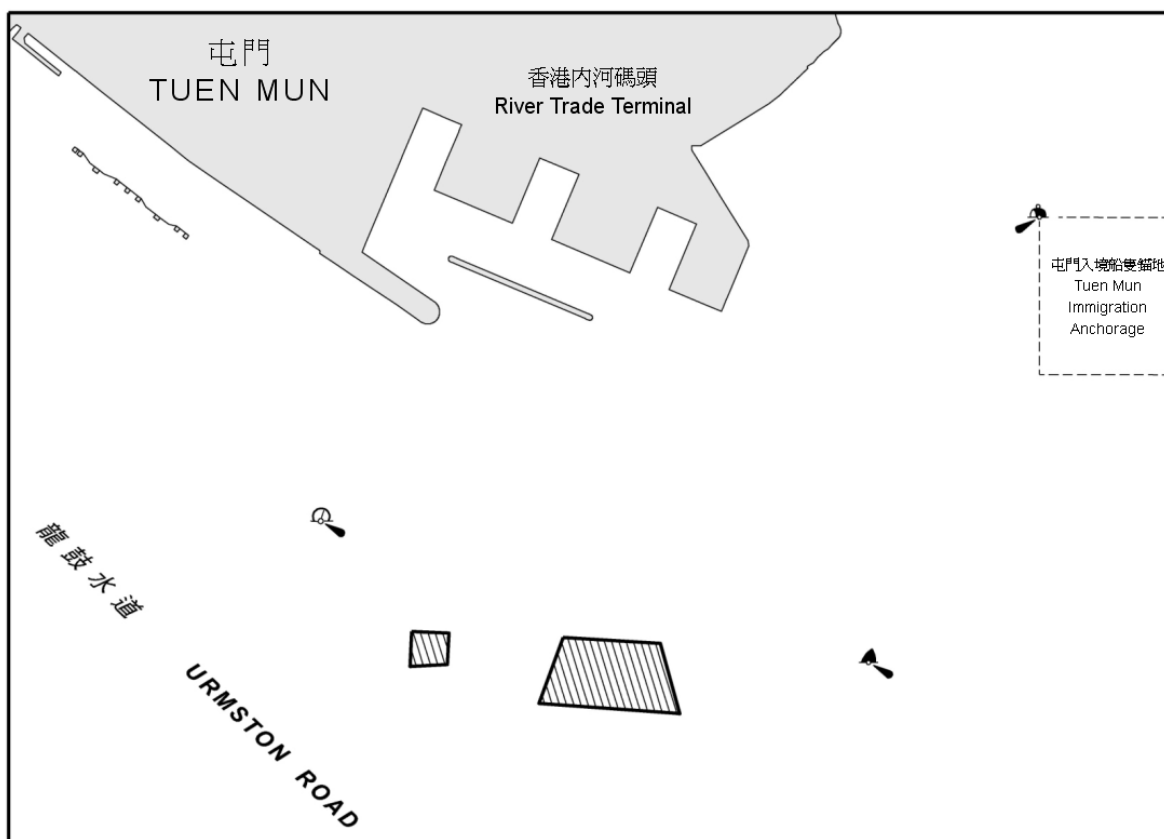 屯門
TUEN MUN
香港内河碼頭
River Trade Terminal
屯門入境船隻錨地
Tuen Mun
Immigration
Anchorage
龍鼓水道
URMSTON ROAD